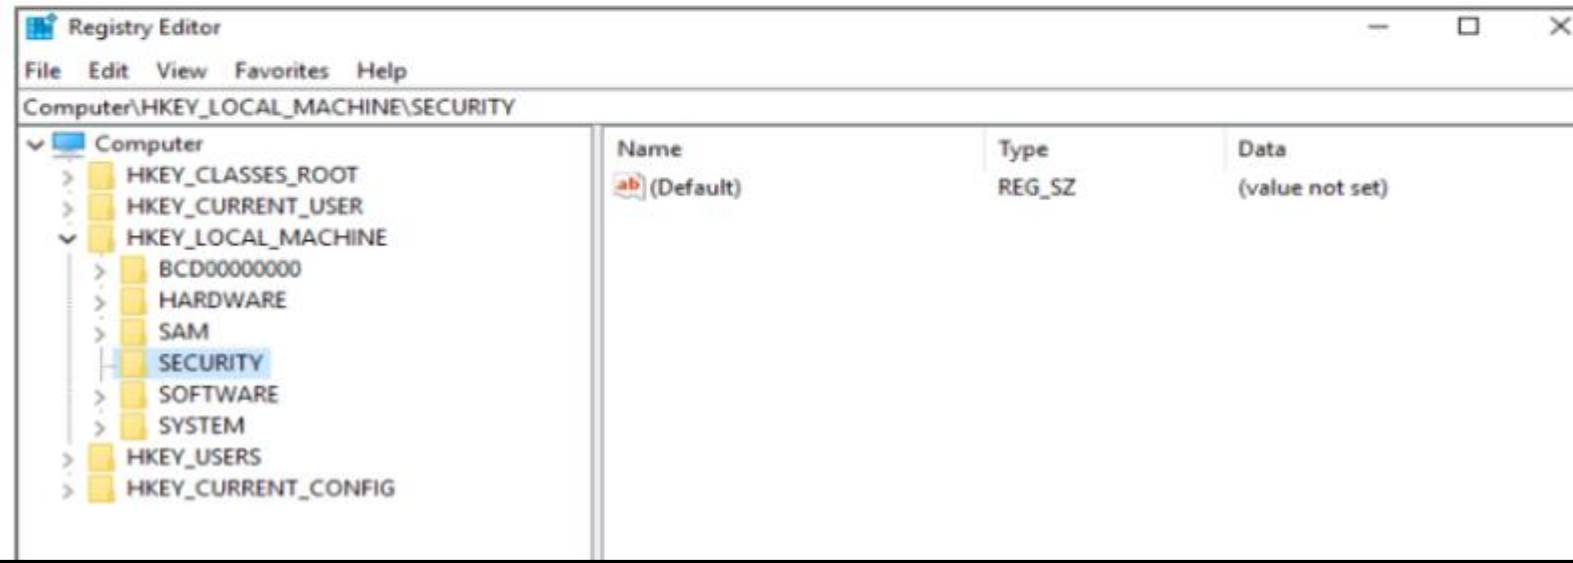 Registry Editor
File Edit View Favorites Help
Computer\HKEY_LOCAL_MACHINE\SECURITY
Computer
HKEY_CLASSES_ROOT
HKEY_CURRENT_USER
HKEY_LOCAL_MACHINE
BCD00000000
HARDWARE
SAM
SECURITY
SOFTWARE
SYSTEM
HKEY_USERS
HKEY_CURRENT_CONFIG
Name Type Data
ab (Default) REG_SZ (value not set)